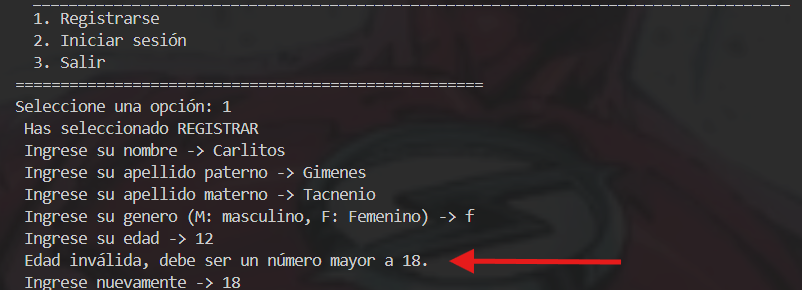 1. Registrarse
2. Iniciar sesión
3. Salir
====================================================
Seleccione una opción: 1
Has seleccionado REGISTRAR
Ingrese su nombre -> Carlitos
Ingrese su apellido paterno -> Gimenes
Ingrese su apellido materno -> Tacnenio
Ingrese su genero (M: masculino, F: Femenino) -> f
Ingrese su edad -> 12
Edad inválida, debe ser un número mayor a 18.
Ingrese nuevamente -> 18